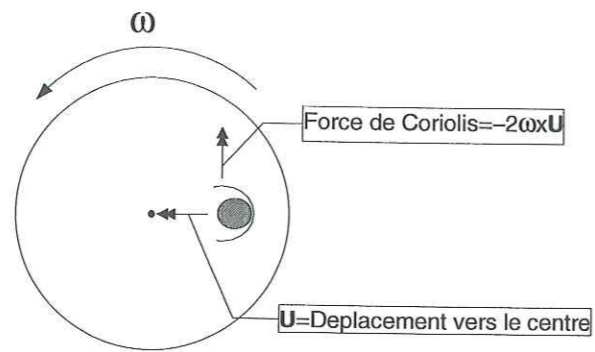 ω
Force de Coriolis=-2ωxU
U=Deplacement vers le centre